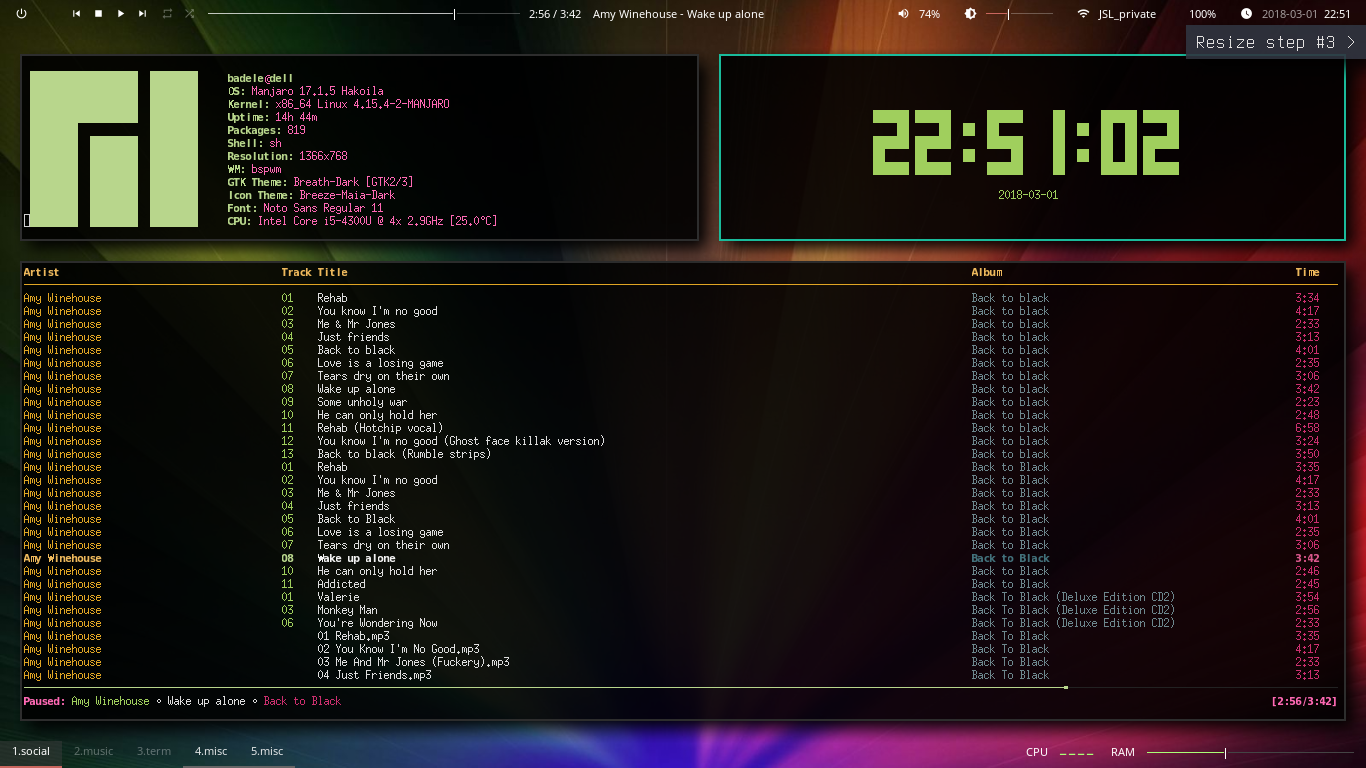 2:56 / 3:42 Amy Winehouse - Wake up alone 74% JSL_private 100% 2018-03-01 22:51
Resize step #3 >
badele@dell
OS: Manjaro 17.1.5 Hakoila
Kernel: x86_64 Linux 4.15.4-2-MANJARO
Uptime: 14h 44m
Packages: 819
Shell: sh
Resolution: 1366x768
WM: bspwm
GTK Theme: Breath-Dark [GTK2/3]
Icon Theme: Breeze-Maia-Dark
Font: Noto Sans Regular 11
CPU: Intel Core i5-4300U @ 4x 2.9GHz [25.0°C]
22:51:02
2018-03-01
Artist Track Title Album Time
Amy Winehouse 01 Rehab Back to black 3:34
Amy Winehouse 02 You know I'm no good Back to black 4:17
Amy Winehouse 03 Me & Mr Jones Back to black 2:33
Amy Winehouse 04 Just friends Back to black 3:13
Amy Winehouse 05 Back to black Back to black 4:01
Amy Winehouse 06 Love is a losing game Back to black 2:35
Amy Winehouse 07 Tears dry on their own Back to black 3:06
Amy Winehouse 08 Wake up alone Back to black 3:42
Amy Winehouse 09 Some unholy war Back to black 2:23
Amy Winehouse 10 He can only hold her Back to black 2:48
Amy Winehouse 11 Rehab (Hotchip vocal) Back to black 6:58
Amy Winehouse 12 You know I'm no good (Ghost face killak version) Back to black 3:24
Amy Winehouse 13 Back to black (Rumble strips) Back to black 3:50
Amy Winehouse 01 Rehab Back to Black 3:35
Amy Winehouse 02 You know I'm no good Back to Black 4:17
Amy Winehouse 03 Me & Mr Jones Back to Black 2:33
Amy Winehouse 04 Just friends Back to Black 3:13
Amy Winehouse 05 Back to Black Back to Black 4:01
Amy Winehouse 06 Love is a losing game Back to Black 2:35
Amy Winehouse 07 Tears dry on their own Back to Black 3:06
Amy Winehouse 08 Wake up alone Back to Black 3:42
Amy Winehouse 10 He can only hold her Back to Black 2:46
Amy Winehouse 11 Addicted Back to Black 2:45
Amy Winehouse 01 Valerie Back To Black (Deluxe Edition CD2) 3:54
Amy Winehouse 03 Monkey Man Back To Black (Deluxe Edition CD2) 2:56
Amy Winehouse 06 You're Wondering Now Back To Black (Deluxe Edition CD2) 2:33
Amy Winehouse 01 Rehab.mp3 Back To Black 3:35
Amy Winehouse 02 You Know I'm No Good.mp3 Back To Black 4:17
Amy Winehouse 03 Me And Mr Jones (Fuckery).mp3 Back To Black 2:33
Amy Winehouse 04 Just Friends.mp3 Back To Black 3:13
Paused: Amy Winehouse ∘ Wake up alone ∘ Back to Black [2:56/3:42]
1.social 2.music 3.term 4.misc 5.misc CPU RAM